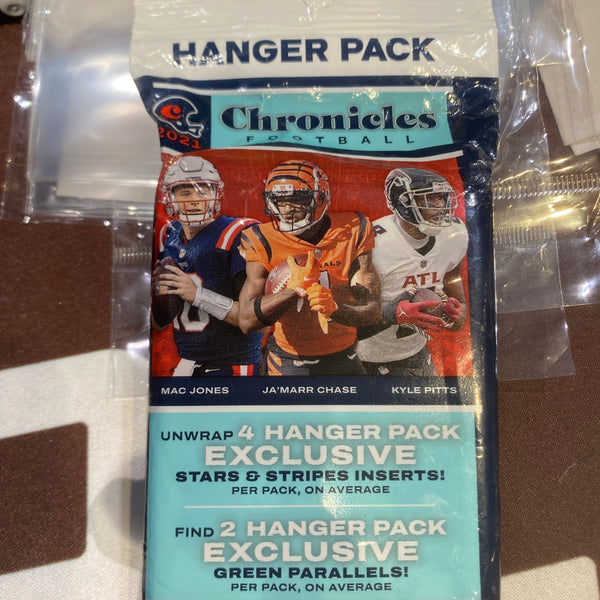 HANGER PACK
2021
Chronicles
FOOTBALL
ATL
MAC JONES JA'MARR CHASE KYLE PITTS
UNWRAP 4 HANGER PACK
EXCLUSIVE
STARS & STRIPES INSERTS!
PER PACK, ON AVERAGE
FIND 2 HANGER PACK
EXCLUSIVE
GREEN PARALLELS!
PER PACK, ON AVERAGE